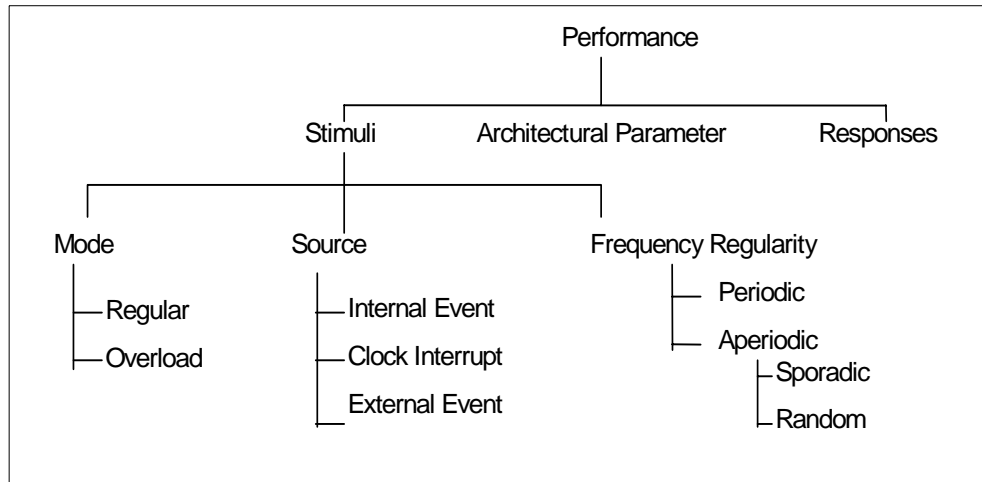 Performance
Stimuli
Architectural Parameter
Responses
Mode
Source
Frequency Regularity
Regular
Overload
Internal Event
Clock Interrupt
External Event
Periodic
Aperiodic
Sporadic
Random